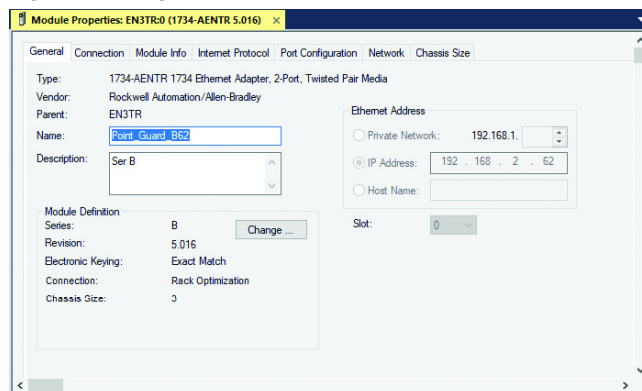 Module Properties: EN3TR:0 (1734-AENTR 5.016) ×
General Connection Module Info Internet Protocol Port Configuration Network Chassis Size
Type: 1734-AENTR 1734 Ethernet Adapter, 2-Port, Twisted Pair Media
Vendor: Rockwell Automation/Allen-Bradley
Parent: EN3TR
Name: Point_Guard_B62
Description: Ser B
Ethernet Address
Private Network: 192.168.1.
IP Address: 192 . 168 . 2 . 62
Host Name:
Module Definition
Series: B
Change ...
Revision: 5.016
Electronic Keying: Exact Match
Connection: Rack Optimization
Chassis Size: 3
Slot: 0